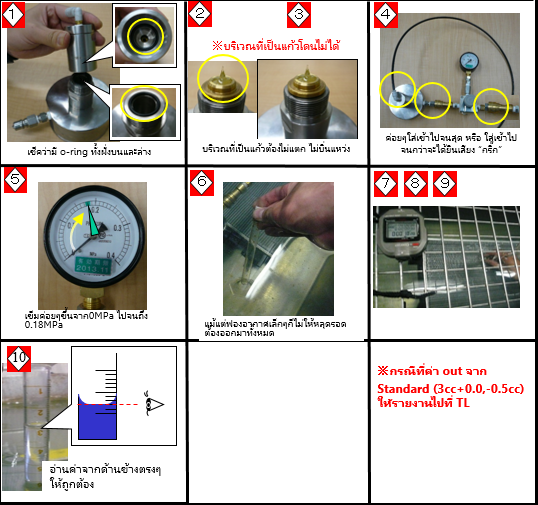 1
เช็คว่ามี o-ring ทั้งฝั่งบนและล่าง
2
3
※บริเวณที่เป็นแก้วโดนไม่ได้
บริเวณที่เป็นแก้วต้องไม่แตก ไม่บิ่นแหว่ง
4
ค่อยๆใส่เข้าไปจนสุด หรือ ใส่เข้าไป
จนกว่าจะได้ยินเสียง “กริ๊ก”
5
0.2
0.3
0.4
2013.11
เข็มค่อยๆขึ้นจาก0MPa ไปจนถึง
0.18MPa
6
แม้แต่ฟองอากาศเล็กๆก็ไม่ให้หลุดรอด
ต้องออกมาทั้งหมด
7
8
9
10
อ่านค่าจากด้านข้างตรงๆ
ให้ถูกต้อง
※กรณีที่ค่า out จาก
Standard (3cc+0.0,-0.5cc)
ให้รายงานไปที่ TL